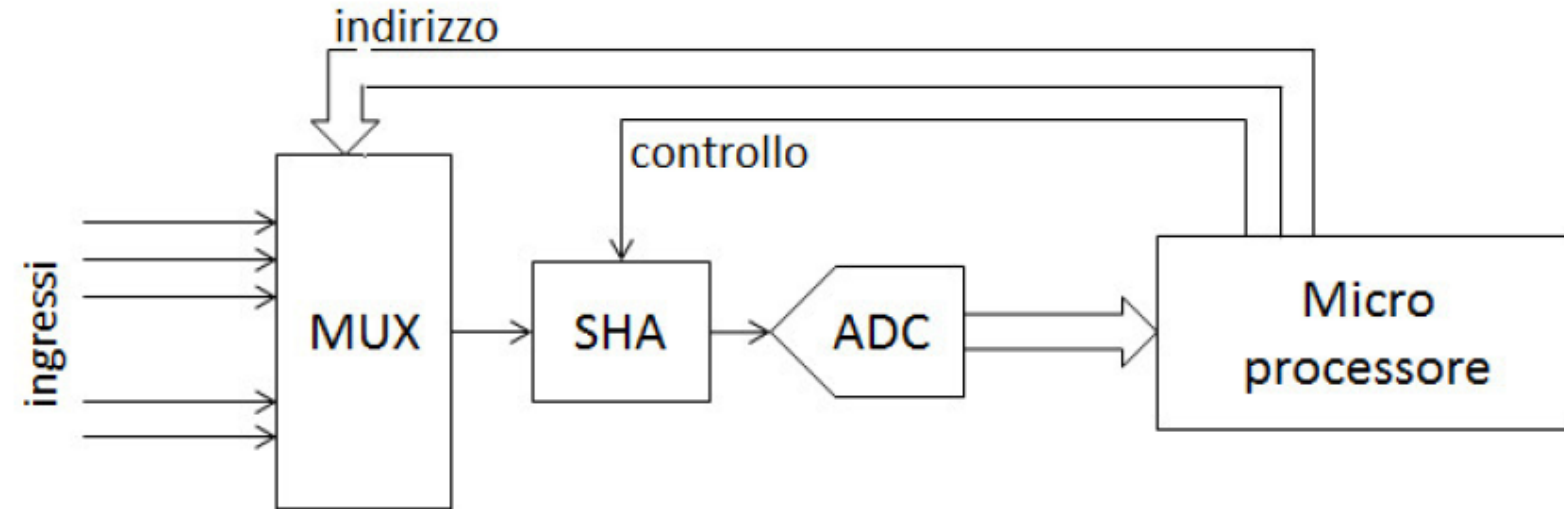 indirizzo
controllo
ingressi
MUX
SHA
ADC
Micro
processore